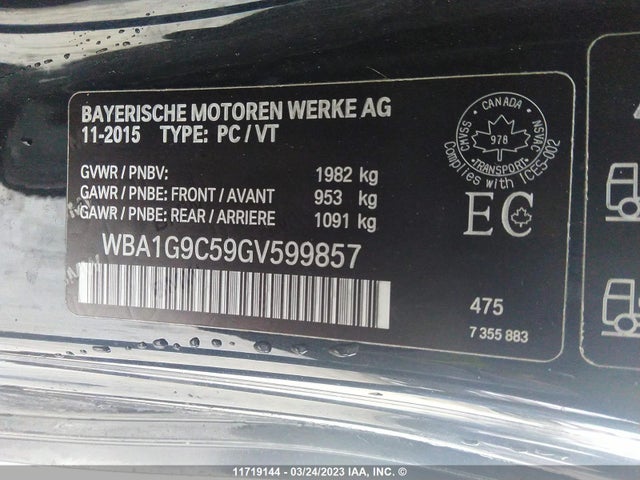 BAYERISCHE MOTOREN WERKE AG
11-2015 TYPE: PC / VT
GVWR / PNBV: 1982 kg
GAWR / PNBE: FRONT / AVANT 953 kg
GAWR / PNBE: REAR / ARRIERE 1091 kg
WBA1G9C59GV599857
CANADA
CMVSS
NSVAC
978
TRANSPORT
Complies with ICES-002
EC
475
7 355 883
11719144 - 03/24/2023 IAA, Inc. ©